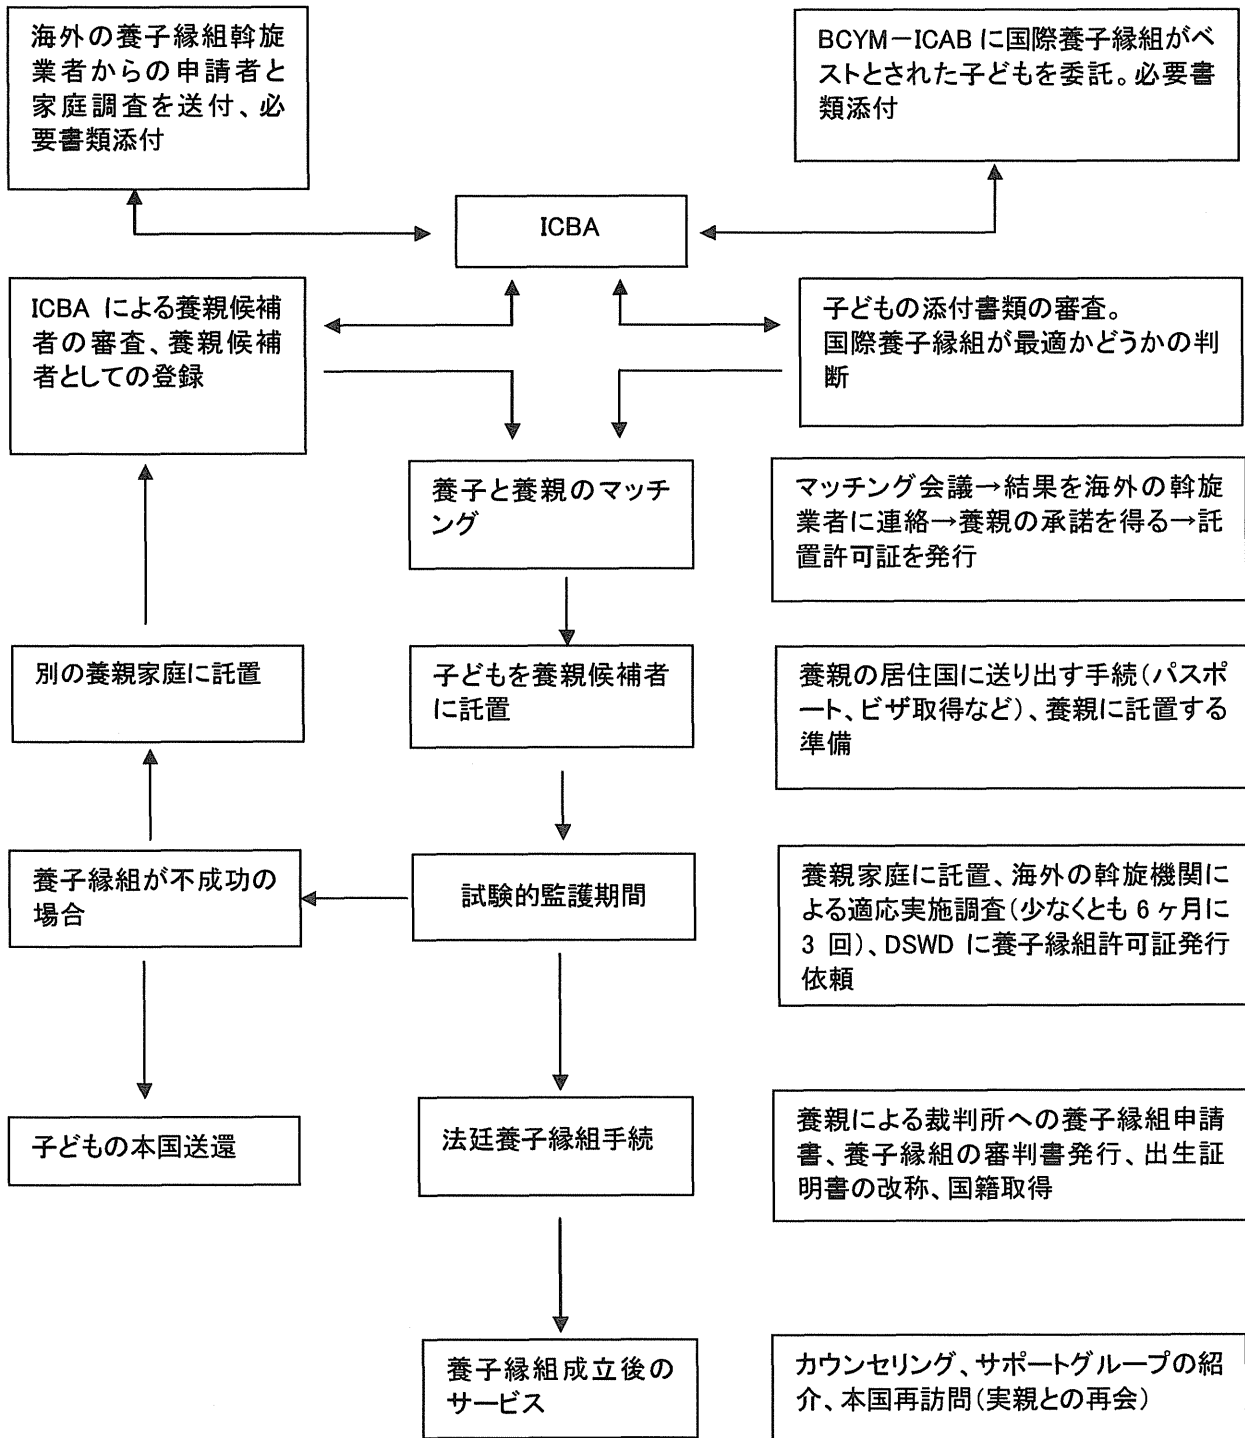 海外の養子縁組斡旋
業者からの申請者と
家庭調査を送付、必
要書類添付
BCYM－ICAB に国際養子縁組がベ
ストとされた子どもを委託。必要書
類添付
ICBA
ICBA による養親候補
者の審査、養親候補
者としての登録
子どもの添付書類の審査。
国際養子縁組が最適かどうかの判
断
養子と養親のマッチ
ング
マッチング会議→結果を海外の斡旋
業者に連絡→養親の承諾を得る→託
置許可証を発行
別の養親家庭に託置
子どもを養親候補者
に託置
養親の居住国に送り出す手続（パスポ
ート、ビザ取得など）、養親に託置する
準備
養子縁組が不成功の
場合
試験的監護期間
養親家庭に託置、海外の斡旋機関に
よる適応実施調査（少なくとも 6 ヶ月に
3 回）、DSWD に養子縁組許可証発行
依頼
子どもの本国送還
法廷養子縁組手続
養親による裁判所への養子縁組申請
書、養子縁組の審判書発行、出生証
明書の改称、国籍取得
養子縁組成立後の
サービス
カウンセリング、サポートグループの紹
介、本国再訪問（実親との再会）